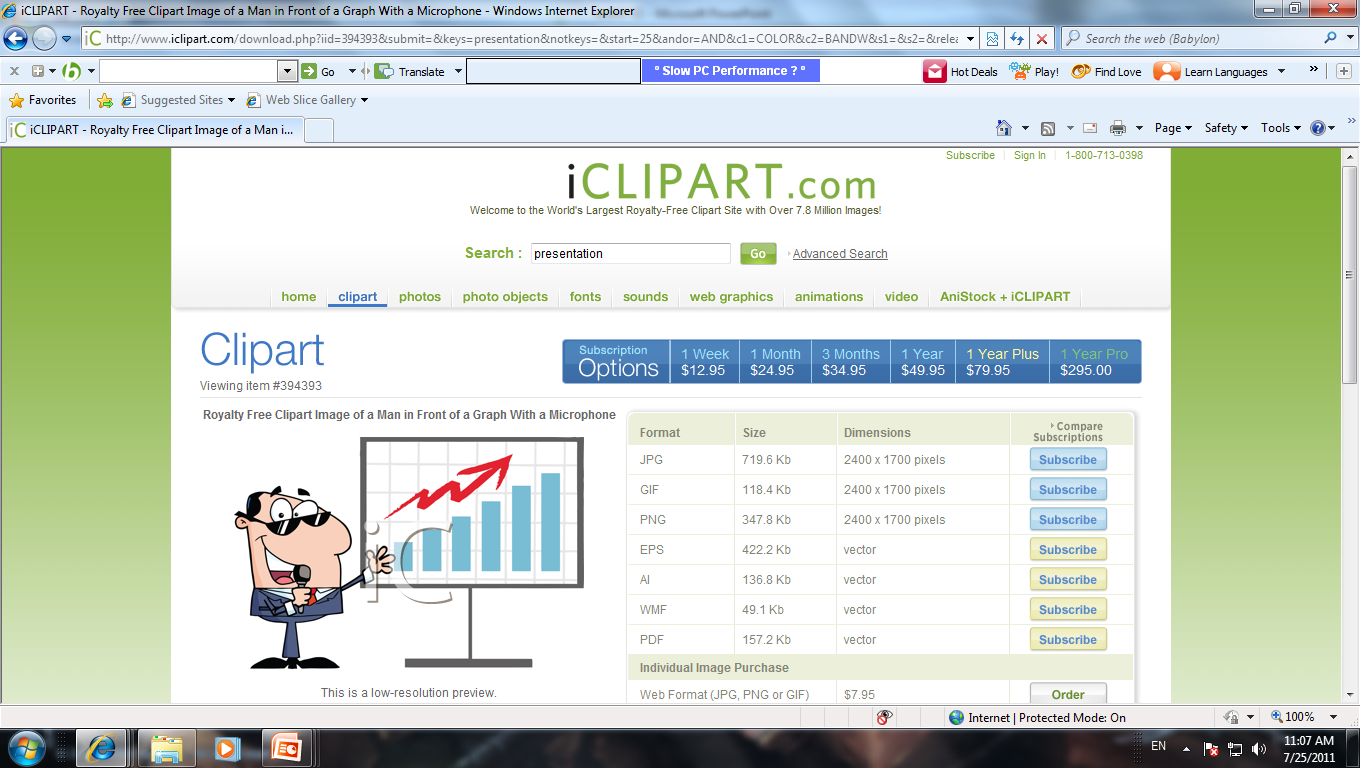 iCLIPART - Royalty Free Clipart Image of a Man in Front of a Graph With a Microphone - Windows Internet Explorer
http://www.iclipart.com/download.php?iid=394393&submit=&keys=presentation&notkeys=&start=25&andor=AND&c1=COLOR&c2=BANDW&s1=&s2=&relea
Search the web (Babylon)
Go Translate ° Slow PC Performance ? ° Hot Deals Play! Find Love Learn Languages »
Favorites Suggested Sites Web Slice Gallery
iCLIPART - Royalty Free Clipart Image of a Man i... Page Safety Tools »
Subscribe Sign In 1-800-713-0398
iCLIPART.com
Welcome to the World's Largest Royalty-Free Clipart Site with Over 7.8 Million Images!
Search : presentation Go Advanced Search
home clipart photos photo objects fonts sounds web graphics animations video AniStock + iCLIPART
Clipart
Viewing item #394393
Subscription Options
1 Week 1 Month 3 Months 1 Year 1 Year Plus 1 Year Pro
$12.95 $24.95 $34.95 $49.95 $79.95 $295.00
Royalty Free Clipart Image of a Man in Front of a Graph With a Microphone
iC
This is a low-resolution preview.
Format Size Dimensions Compare Subscriptions
JPG 719.6 Kb 2400 x 1700 pixels Subscribe
GIF 118.4 Kb 2400 x 1700 pixels Subscribe
PNG 347.8 Kb 2400 x 1700 pixels Subscribe
EPS 422.2 Kb vector Subscribe
AI 136.8 Kb vector Subscribe
WMF 49.1 Kb vector Subscribe
PDF 157.2 Kb vector Subscribe
Individual Image Purchase
Web Format (JPG, PNG or GIF) $7.95 Order
Internet | Protected Mode: On 100%
EN 11:07 AM
7/25/2011